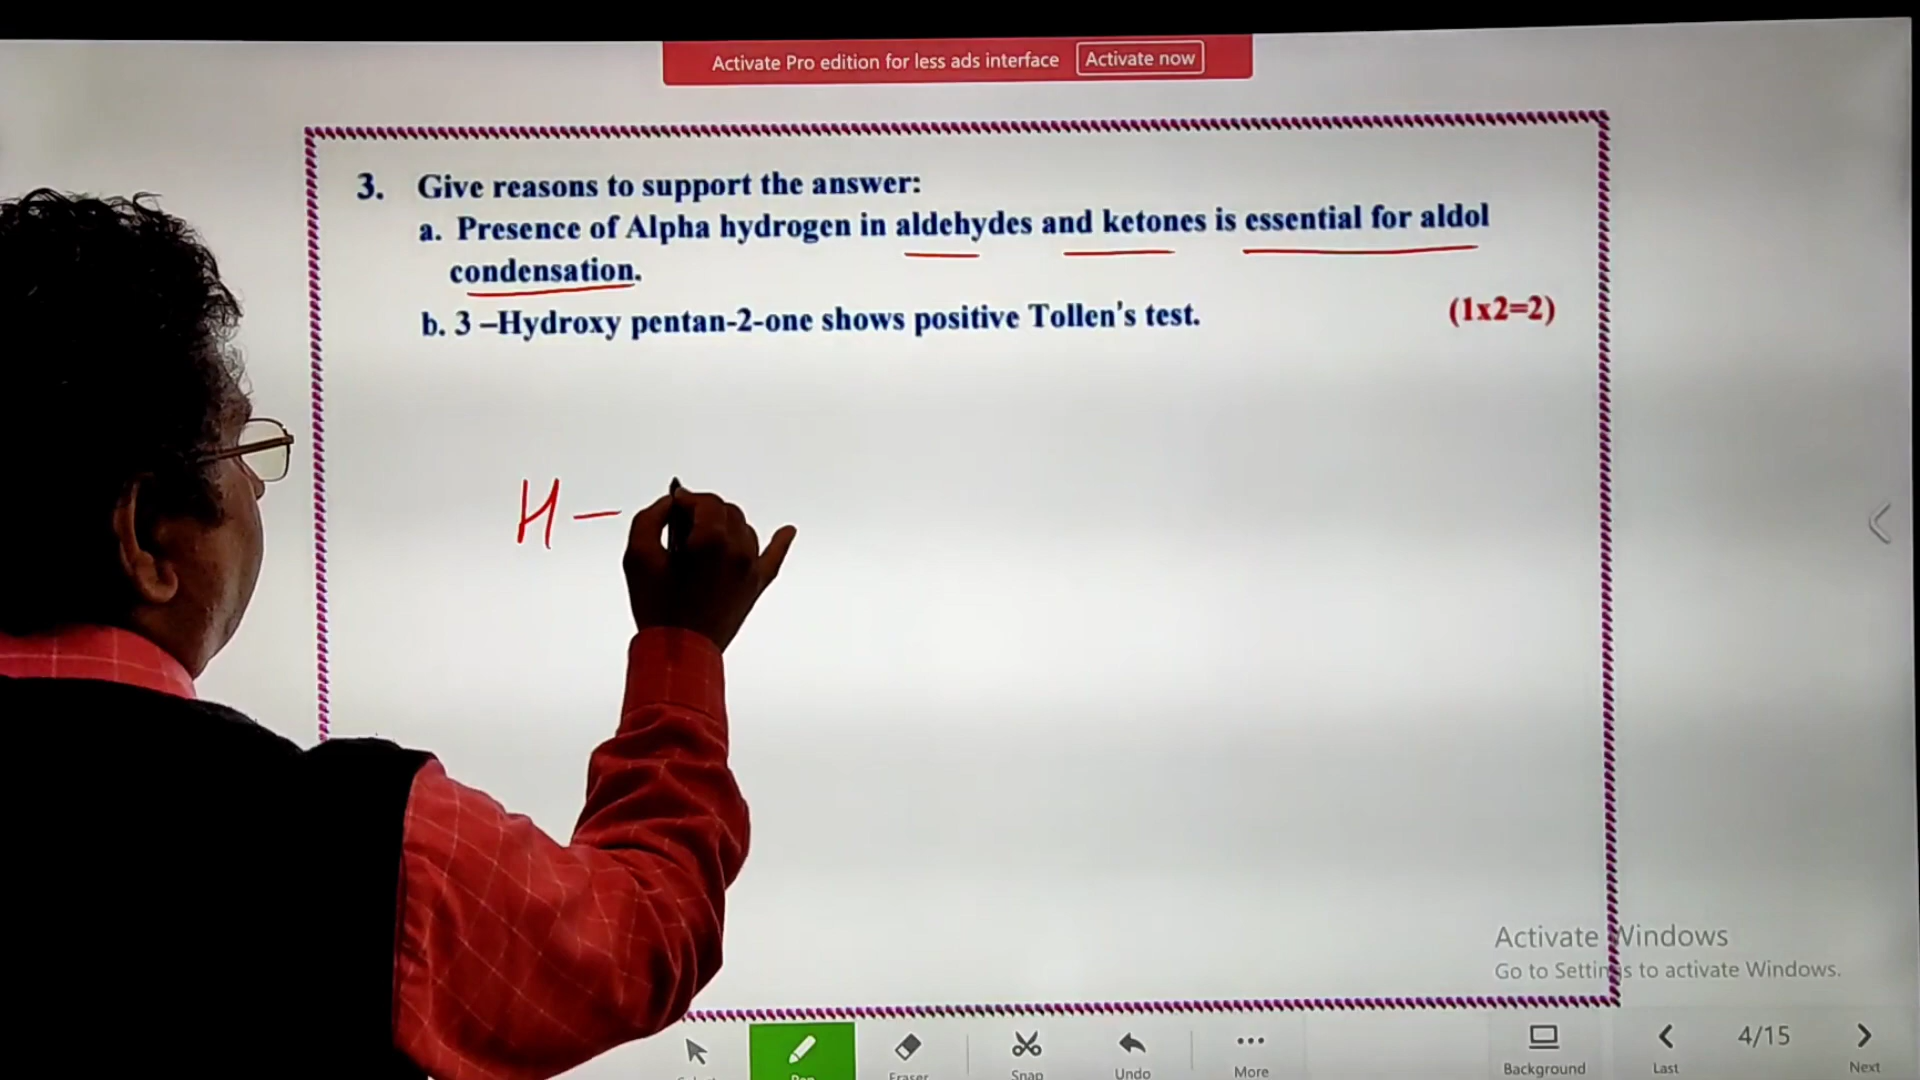 Activate Pro edition for less ads interface Activate now
3. Give reasons to support the answer:
a. Presence of Alpha hydrogen in aldehydes and ketones is essential for aldol
condensation.
b. 3 –Hydroxy pentan-2-one shows positive Tollen's test. (1x2=2)
H –
Activate Windows
Go to Settings to activate Windows.
4/15
Eraser Snap Undo More Background Last Next